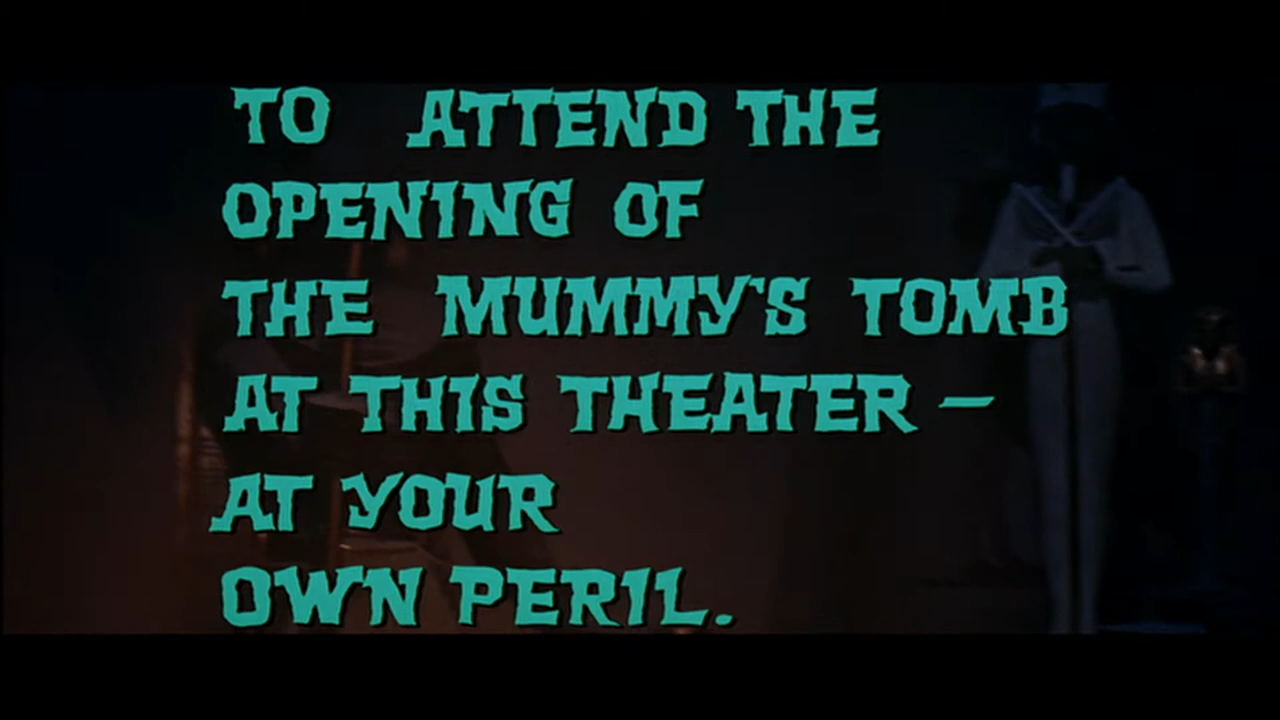 TO ATTEND THE
OPENING OF
THE MUMMY'S TOMB
AT THIS THEATER —
AT YOUR
OWN PERIL.